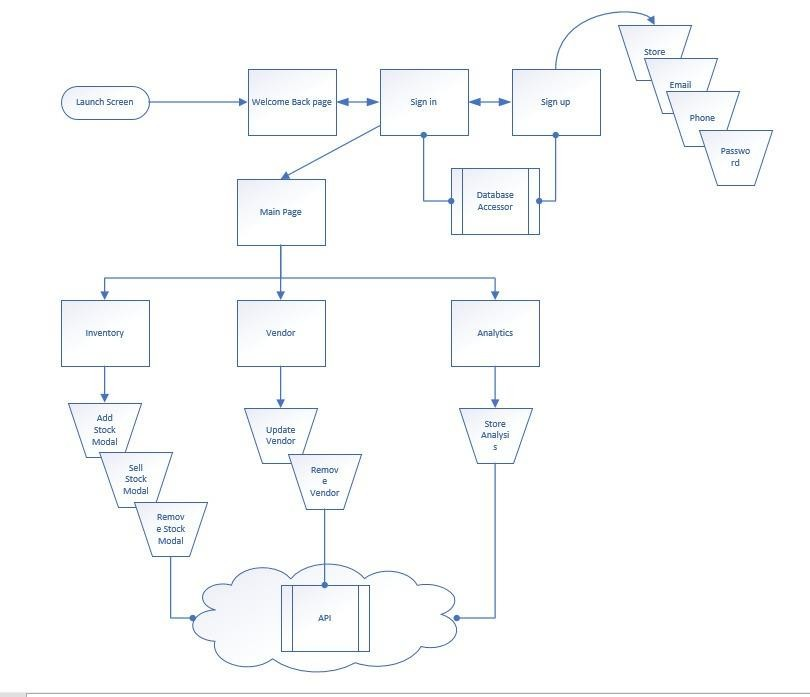 Store
Launch Screen
Welcome Back page
Sign in
Sign up
Email
Phone
Passwo
rd
Database
Accessor
Main Page
Inventory
Vendor
Analytics
Add
Stock
Modal
Update
Vendor
Store
Analysi
s
Sell
Stock
Modal
Remov
e
Vendor
Remov
e Stock
Modal
API